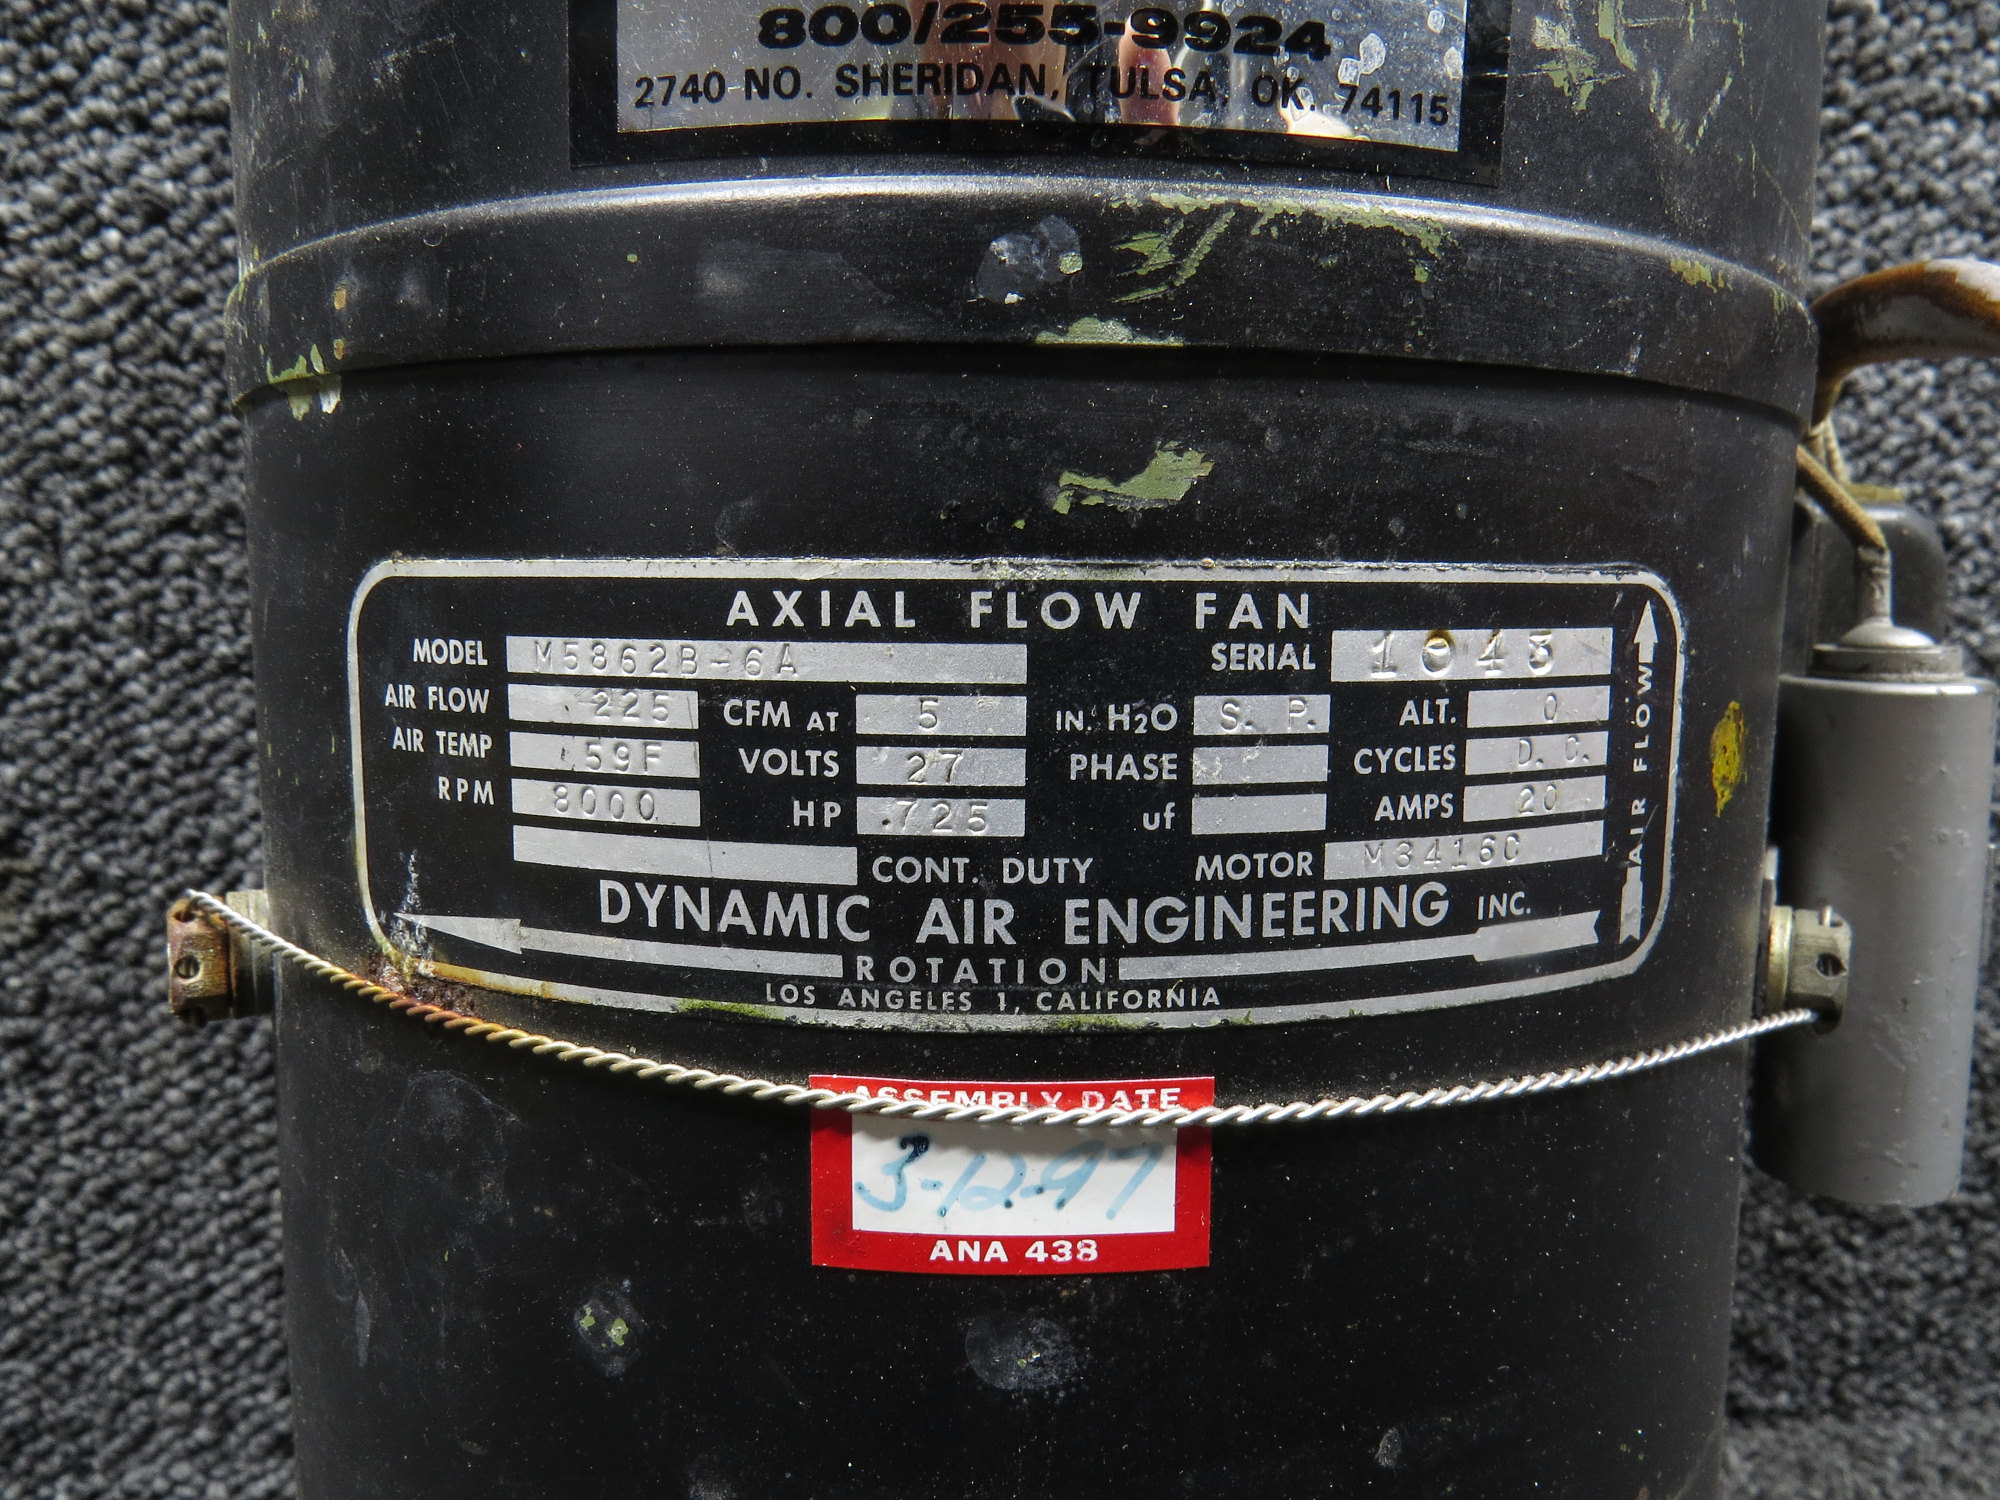 800/255-9924
2740 NO. SHERIDAN, TULSA, OK. 74115
AXIAL FLOW FAN
MODEL M5862B-6A SERIAL 1043
AIR FLOW 225 CFM AT 5 IN. H2O S. P. ALT. 0
AIR TEMP 59F VOLTS 27 PHASE CYCLES D. C.
RPM 8000 HP .725 uf AMPS 20
CONT. DUTY MOTOR M3416C
DYNAMIC AIR ENGINEERING INC.
ROTATION
LOS ANGELES 1, CALIFORNIA
AIR FLOW
ASSEMBLY DATE
3-12-97
ANA 438